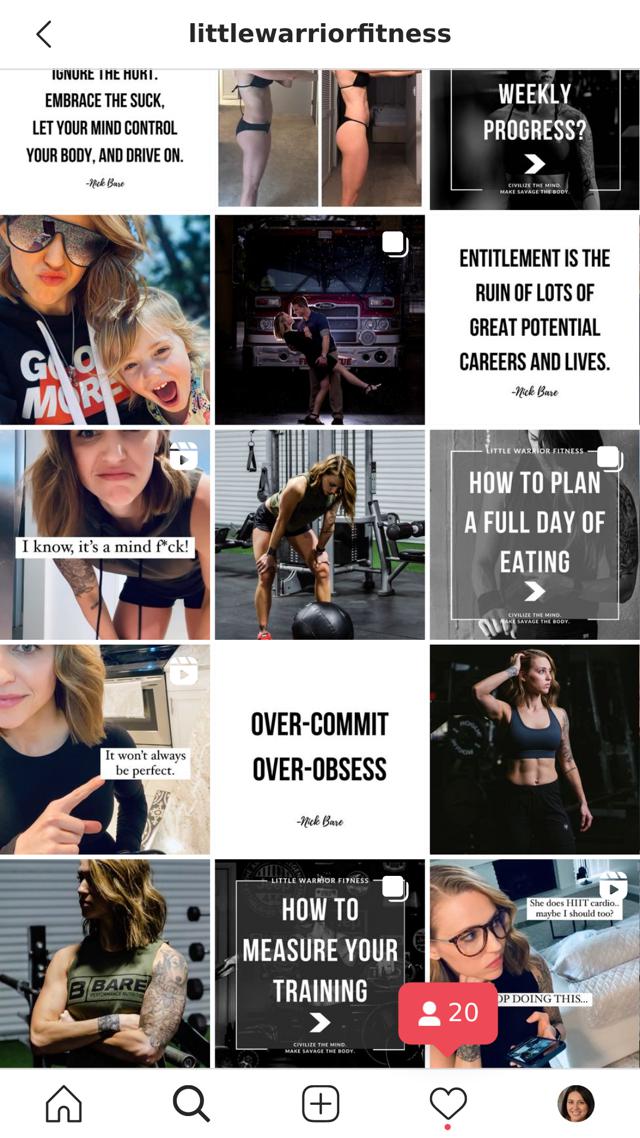 littlewarriorfitness
IGNORE THE HURT.
EMBRACE THE SUCK,
LET YOUR MIND CONTROL
YOUR BODY, AND DRIVE ON.
-Nick Bare
WEEKLY
PROGRESS?
CIVILIZE THE MIND.
MAKE SAVAGE THE BODY.
MORE
ENTITLEMENT IS THE
RUIN OF LOTS OF
GREAT POTENTIAL
CAREERS AND LIVES.
-Nick Bare
I know, it's a mind f*ck!
LITTLE WARRIOR FITNESS
HOW TO PLAN
A FULL DAY OF
EATING
CIVILIZE THE MIND.
MAKE SAVAGE THE BODY.
It won't always
be perfect.
OVER-COMMIT
OVER-OBSESS
-Nick Bare
B BARE
PERFORMANCE NUTRITION
LITTLE WARRIOR FITNESS
HOW TO
MEASURE YOUR
TRAINING
CIVILIZE THE MIND.
MAKE SAVAGE THE BODY.
She does HIIT cardio..
maybe I should too?
OP DOING THIS...
20